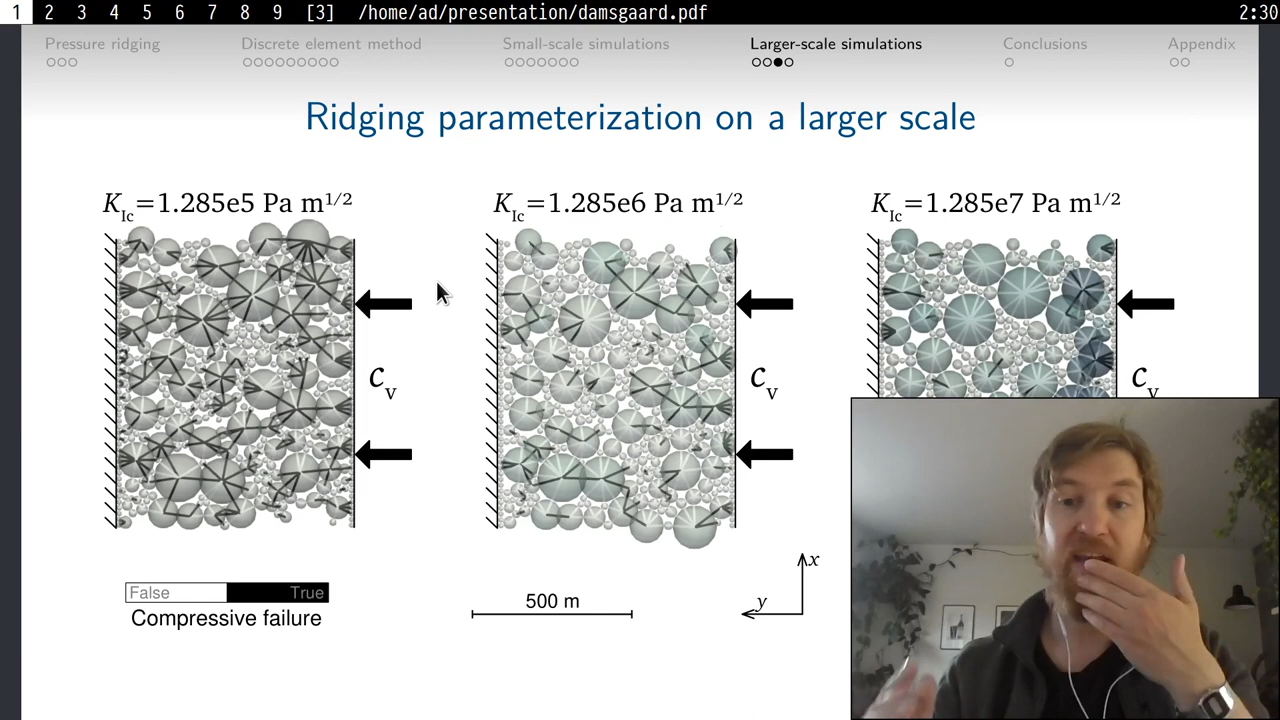 1 2 3 4 5 6 7 8 9 [3] /home/ad/presentation/damsgaard.pdf 2:30
Pressure ridging Discrete element method Small-scale simulations Larger-scale simulations Conclusions Appendix
Ridging parameterization on a larger scale
K_Ic=1.285e5 Pa m^1/2 K_Ic=1.285e6 Pa m^1/2 K_Ic=1.285e7 Pa m^1/2
c_v c_v c_v
False True
Compressive failure
500 m
x
y